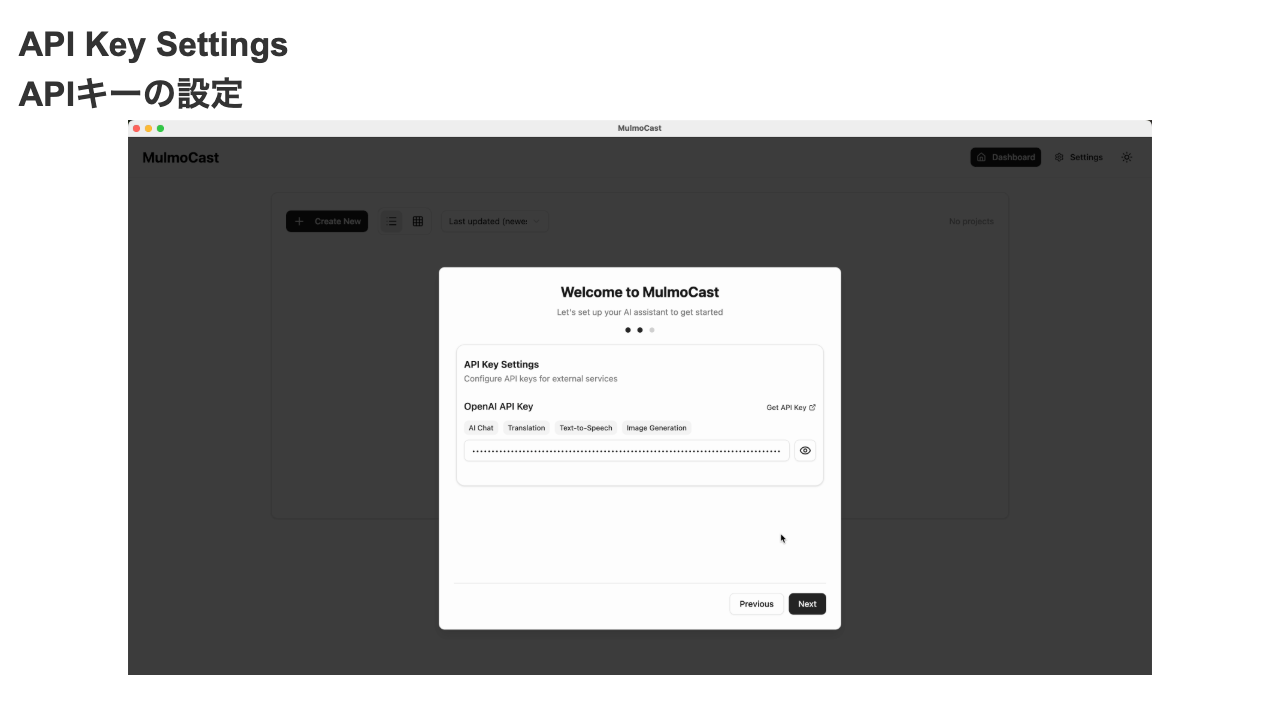 API Key Settings
APIキーの設定
MulmoCast
MulmoCast
Dashboard
Settings
Create New
Last updated (newe
No projects
Welcome to MulmoCast
Let's set up your AI assistant to get started
API Key Settings
Configure API keys for external services
OpenAI API Key
Get API Key
AI Chat
Translation
Text-to-Speech
Image Generation
Previous
Next